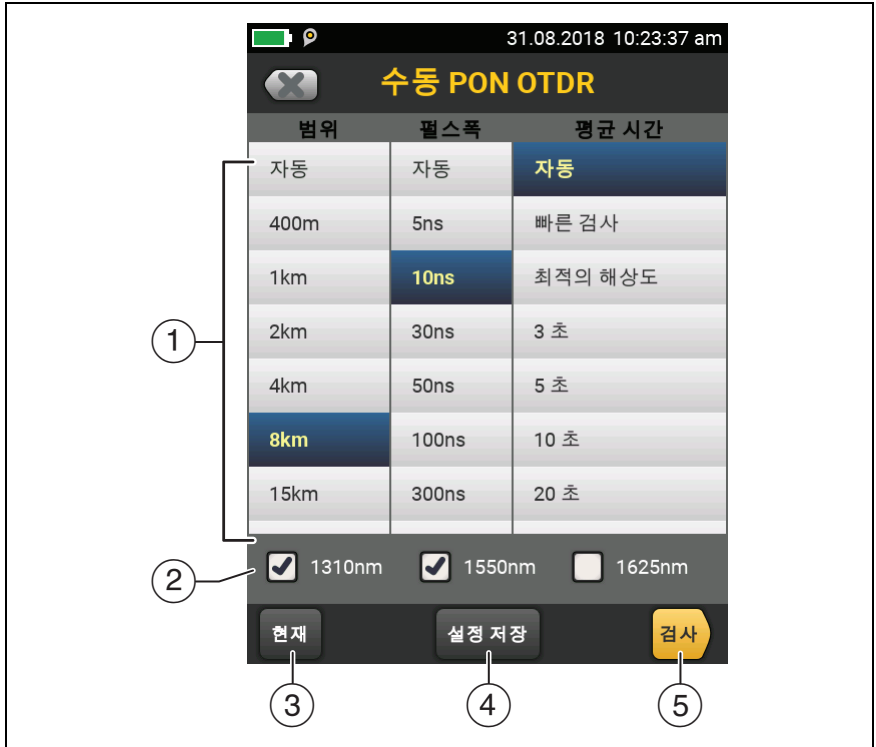 31.08.2018 10:23:37 am
수동 PON OTDR
범위 펄스폭 평균 시간
자동 자동 자동
400m 5ns 빠른 검사
1km 10ns 최적의 해상도
2km 30ns 3 초
4km 50ns 5 초
8km 100ns 10 초
15km 300ns 20 초
1310nm 1550nm 1625nm
현재 설정 저장 검사
1
2
3 4 5